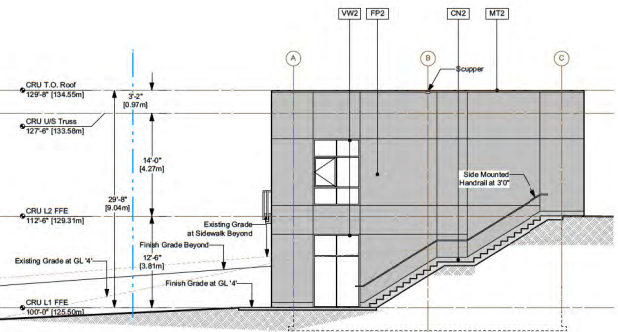 VW2 FP2 CN2 MT2
A B C
Scupper
CRU T.O. Roof
129'-8" [134.55m]
3'-2"
[0.97m]
CRU U/S Truss
127'-6" [133.58m]
14'-0"
[4.27m]
Side Mounted
Handrail at 3'0"
29'-8"
[9.04m]
CRU L2 FFE
112'-6" [129.31m]
Existing Grade
at Sidewalk Beyond
Finish Grade Beyond
12'-6"
[3.81m]
Existing Grade at GL '4'
Finish Grade at GL '4'
CRU L1 FFE
100'-0" [125.50m]